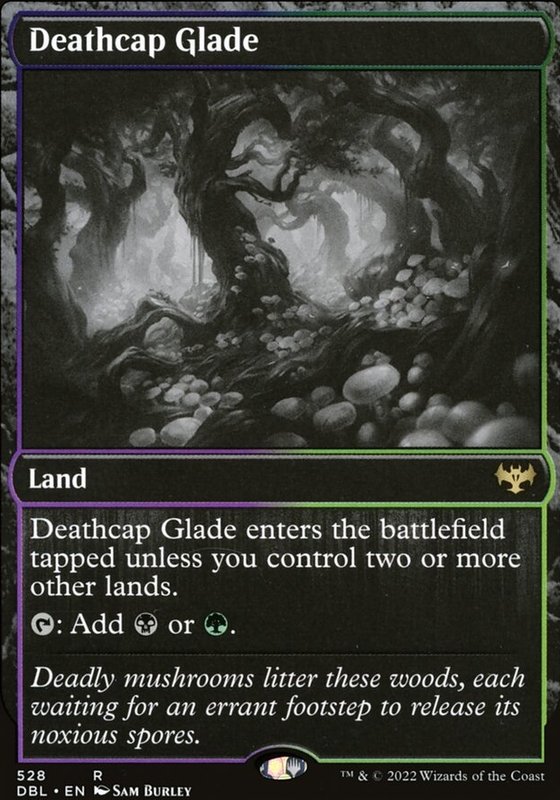 Deathcap Glade
Land
Deathcap Glade enters the battlefield
tapped unless you control two or more
other lands.
: Add or .
Deadly mushrooms litter these woods, each
waiting for an errant footstep to release its
noxious spores.
528 R
DBL • EN SAM BURLEY
™ & © 2022 Wizards of the Coast